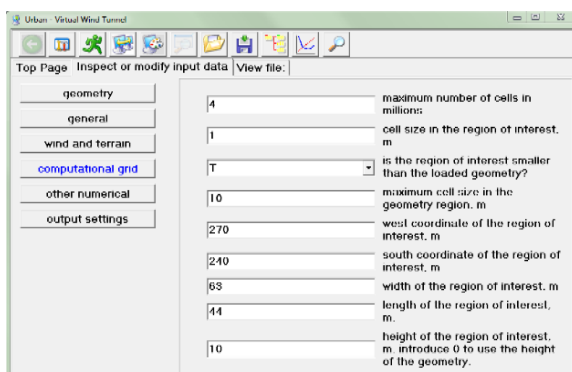 Urban - Virtual Wind Tunnel
Top Page Inspect or modify input data View file:
geometry
general
wind and terrain
computational grid
other numerical
output settings
4
maximum number of cells in
millions
1
cell size in the region of interest,
m
T
is the region of interest smaller
than the loaded geometry?
10
maximum cell size in the
geometry region, m
270
west coordinate of the region of
interest, m
240
south coordinate of the region of
interest, m
63
width of the region of interest. m
44
length of the region of interest,
m.
10
height of the region of interest,
m. introduce 0 to use the height
of the geometry.